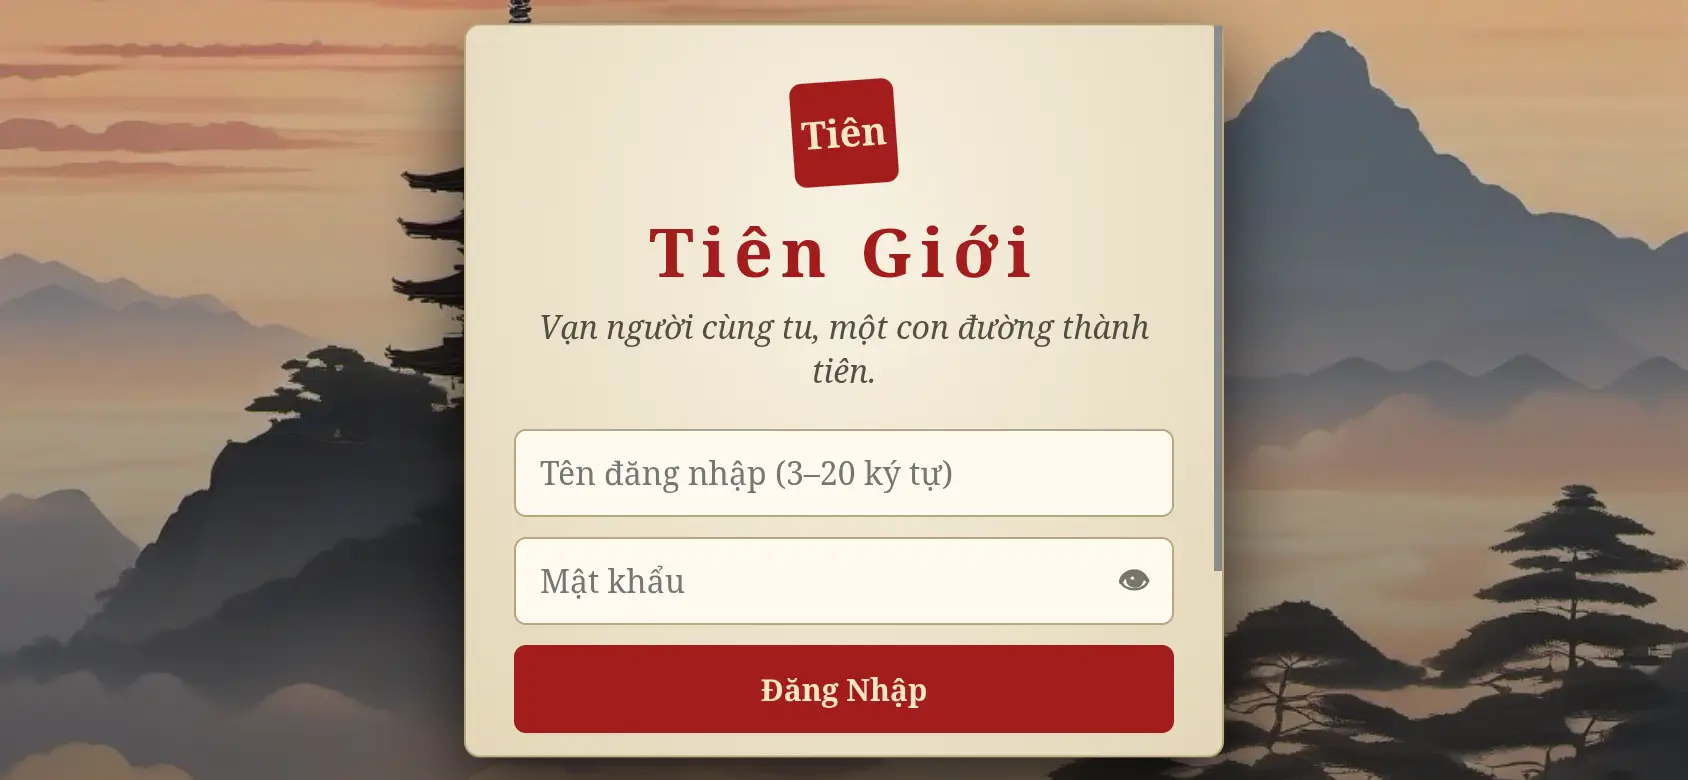 Tiên
Tiên Giới
Vạn người cùng tu, một con đường thành
tiên.
Tên đăng nhập (3–20 ký tự)
Mật khẩu
Đăng Nhập